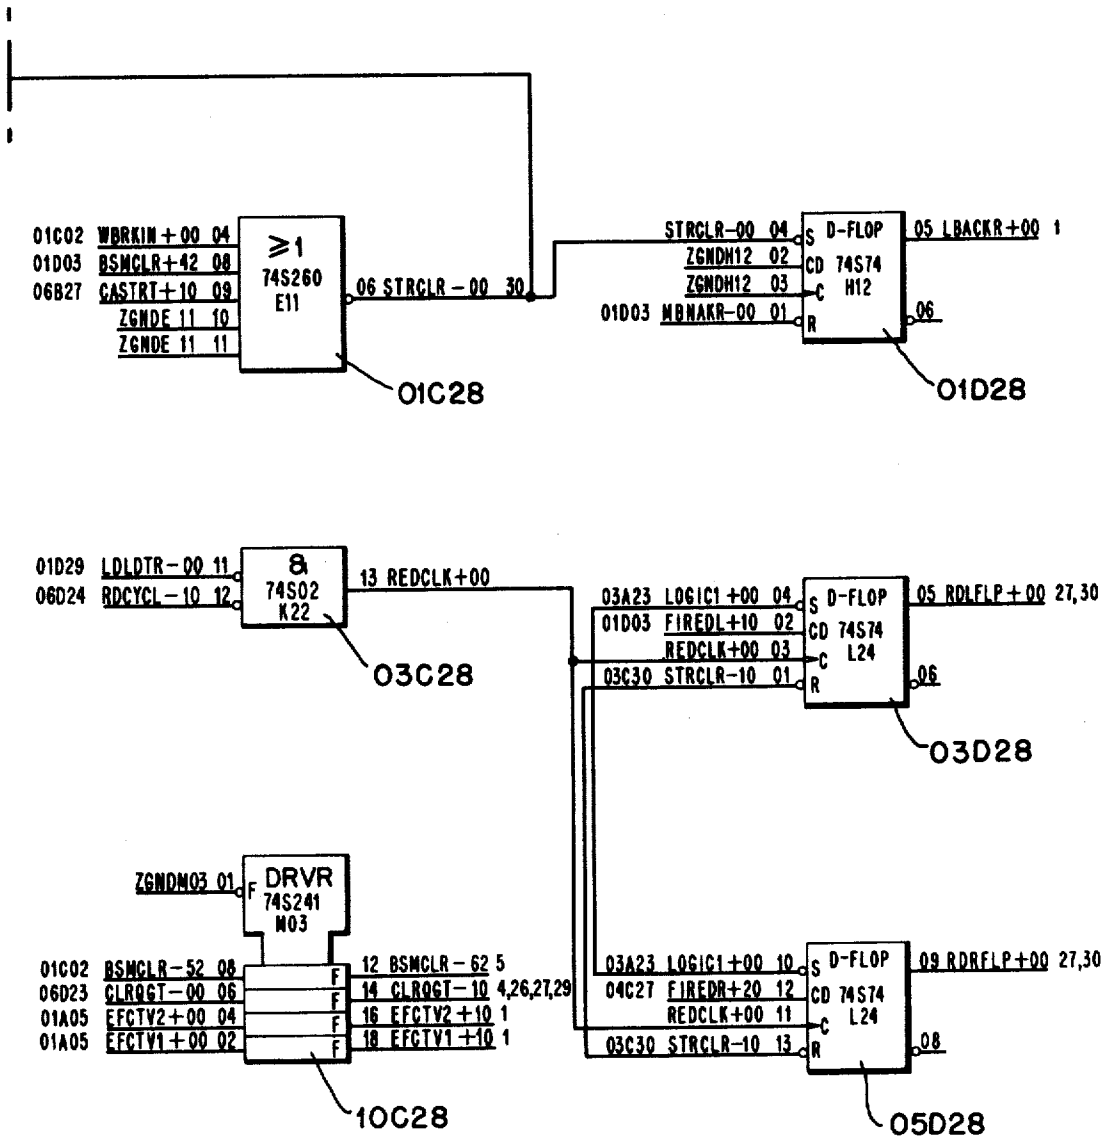 01C02 WBRKIN+00 04
01D03 BSMCLR+42 08
06B27 CASTRT+10 09
ZGNDE 11 10
ZGNDE 11 11
≥1
74S260
E11
06 STRCLR-00 30
01C28
STRCLR-00 04
ZGNDH12 02
ZGNDH12 03
01D03 MBNAKR-00 01
S D-FLOP
CD 74S74
C H12
R
05 LBACKR+00 1
06
01D28
01D29 LDLDTR-00 11
06D24 RDCYCL-10 12
&
74S02
K22
13 REDCLK+00
03C28
03A23 LOGIC1+00 04
01D03 FIREDL+10 02
REDCLK+00 03
03C30 STRCLR-10 01
S D-FLOP
CD 74S74
C L24
R
05 RDLFLP+00 27,30
06
03D28
ZGNDM03 01
F DRVR
74S241
M03
01C02 BSMCLR-52 08 F 12 BSMCLR-62 5
06D23 CLRQGT-00 06 F 14 CLRQGT-10 4,26,27,29
01A05 EFCTV2+00 04 F 16 EFCTV2+10 1
01A05 EFCTV1+00 02 F 18 EFCTV1+10 1
10C28
03A23 LOGIC1+00 10
04C27 FIREDR+20 12
REDCLK+00 11
03C30 STRCLR-10 13
S D-FLOP
CD 74S74
C L24
R
09 RDRFLP+00 27,30
08
05D28